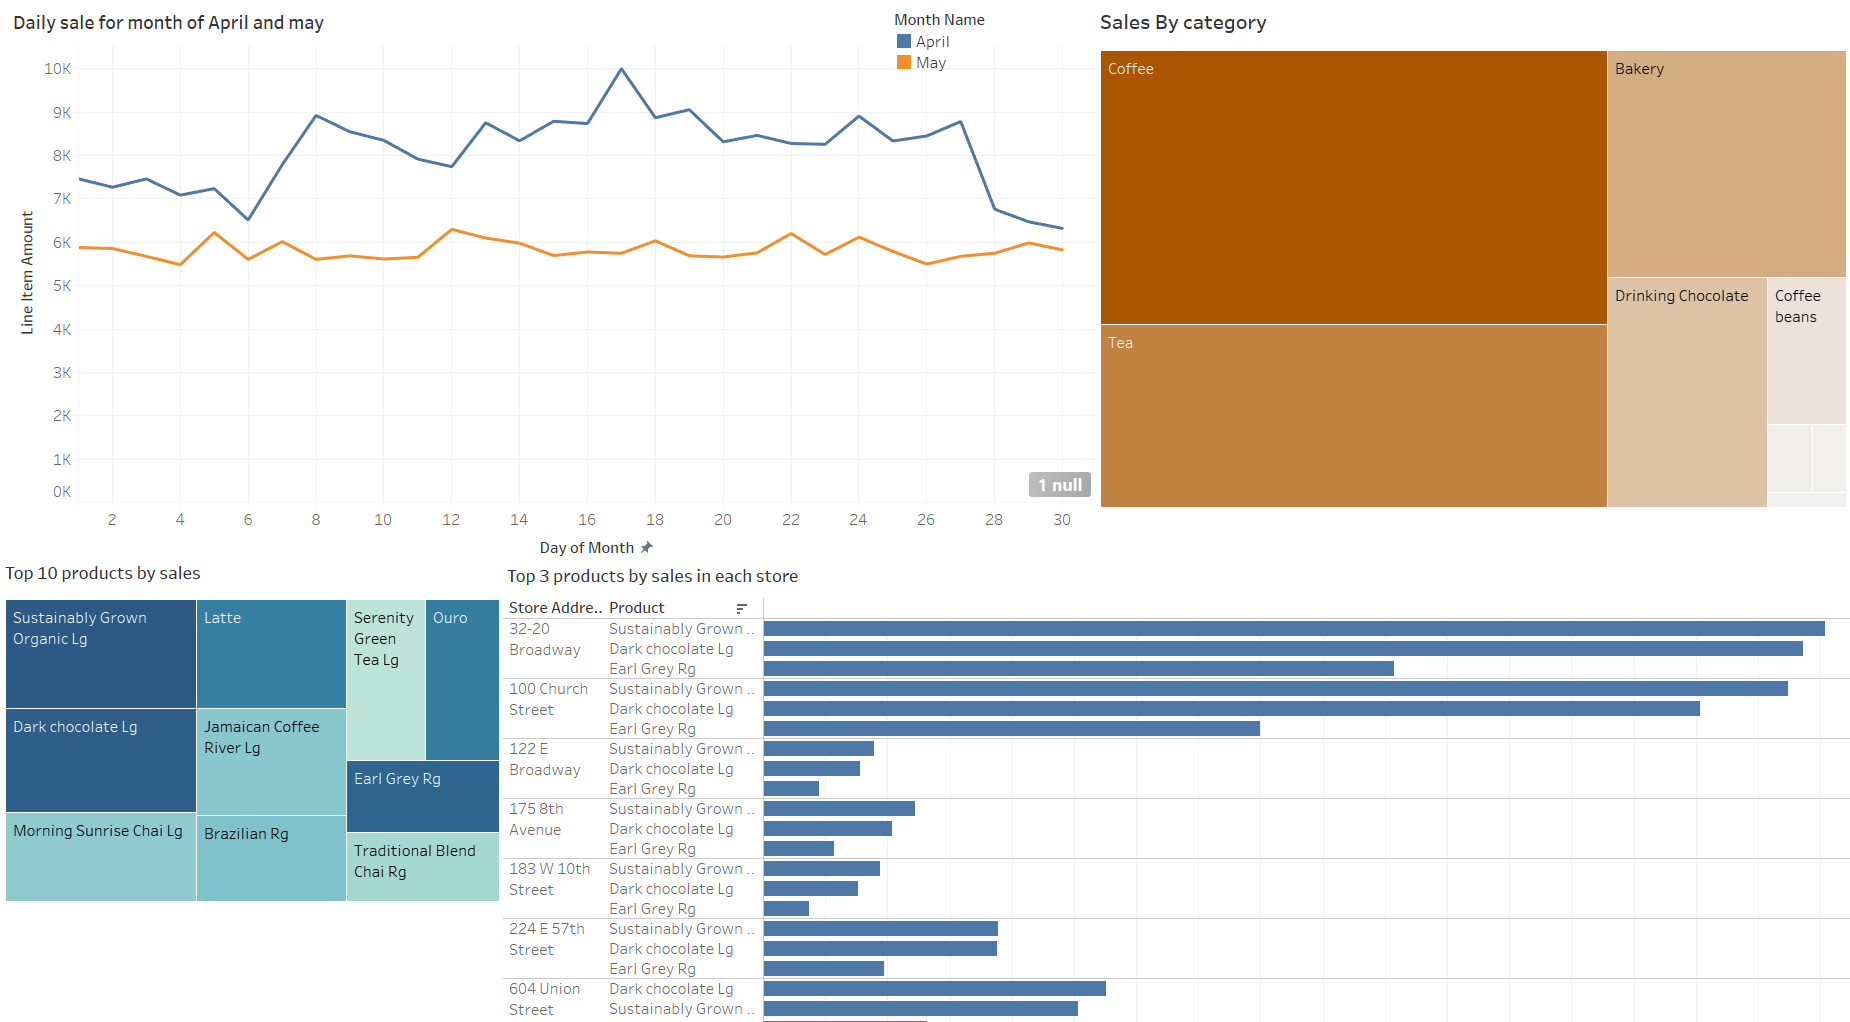 Daily sale for month of April and may
Month Name
April
May
10K
9K
8K
7K
6K
5K
4K
3K
2K
1K
0K
Line Item Amount
1 null
2 4 6 8 10 12 14 16 18 20 22 24 26 28 30
Day of Month
Sales By category
Coffee
Bakery
Tea
Drinking Chocolate
Coffee
beans
Top 10 products by sales
Sustainably Grown
Organic Lg
Dark chocolate Lg
Morning Sunrise Chai Lg
Latte
Jamaican Coffee
River Lg
Brazilian Rg
Serenity
Green
Tea Lg
Ouro
Earl Grey Rg
Traditional Blend
Chai Rg
Top 3 products by sales in each store
Store Addre.. Product
32-20 Sustainably Grown ..
Broadway Dark chocolate Lg
Earl Grey Rg
100 Church Sustainably Grown ..
Street Dark chocolate Lg
Earl Grey Rg
122 E Sustainably Grown ..
Broadway Dark chocolate Lg
Earl Grey Rg
175 8th Sustainably Grown ..
Avenue Dark chocolate Lg
Earl Grey Rg
183 W 10th Sustainably Grown ..
Street Dark chocolate Lg
Earl Grey Rg
224 E 57th Sustainably Grown ..
Street Dark chocolate Lg
Earl Grey Rg
604 Union Dark chocolate Lg
Street Sustainably Grown ..